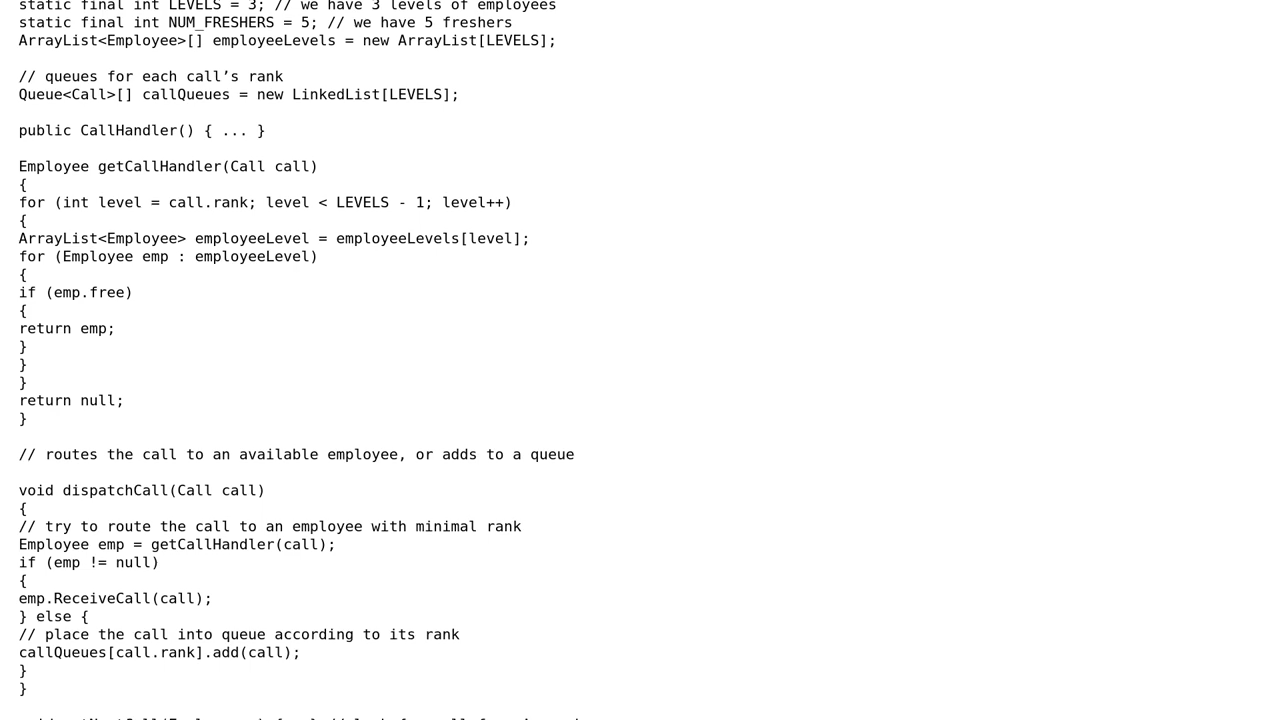 static final int LEVELS = 3; // we have 3 levels of employees
static final int NUM_FRESHERS = 5; // we have 5 freshers
ArrayList<Employee>[] employeeLevels = new ArrayList[LEVELS];

// queues for each call’s rank
Queue<Call>[] callQueues = new LinkedList[LEVELS];

public CallHandler() { ... }

Employee getCallHandler(Call call)
{
for (int level = call.rank; level < LEVELS - 1; level++)
{
ArrayList<Employee> employeeLevel = employeeLevels[level];
for (Employee emp : employeeLevel)
{
if (emp.free)
{
return emp;
}
}
}
return null;
}

// routes the call to an available employee, or adds to a queue

void dispatchCall(Call call)
{
// try to route the call to an employee with minimal rank
Employee emp = getCallHandler(call);
if (emp != null)
{
emp.ReceiveCall(call);
} else {
// place the call into queue according to its rank
callQueues[call.rank].add(call);
}
}